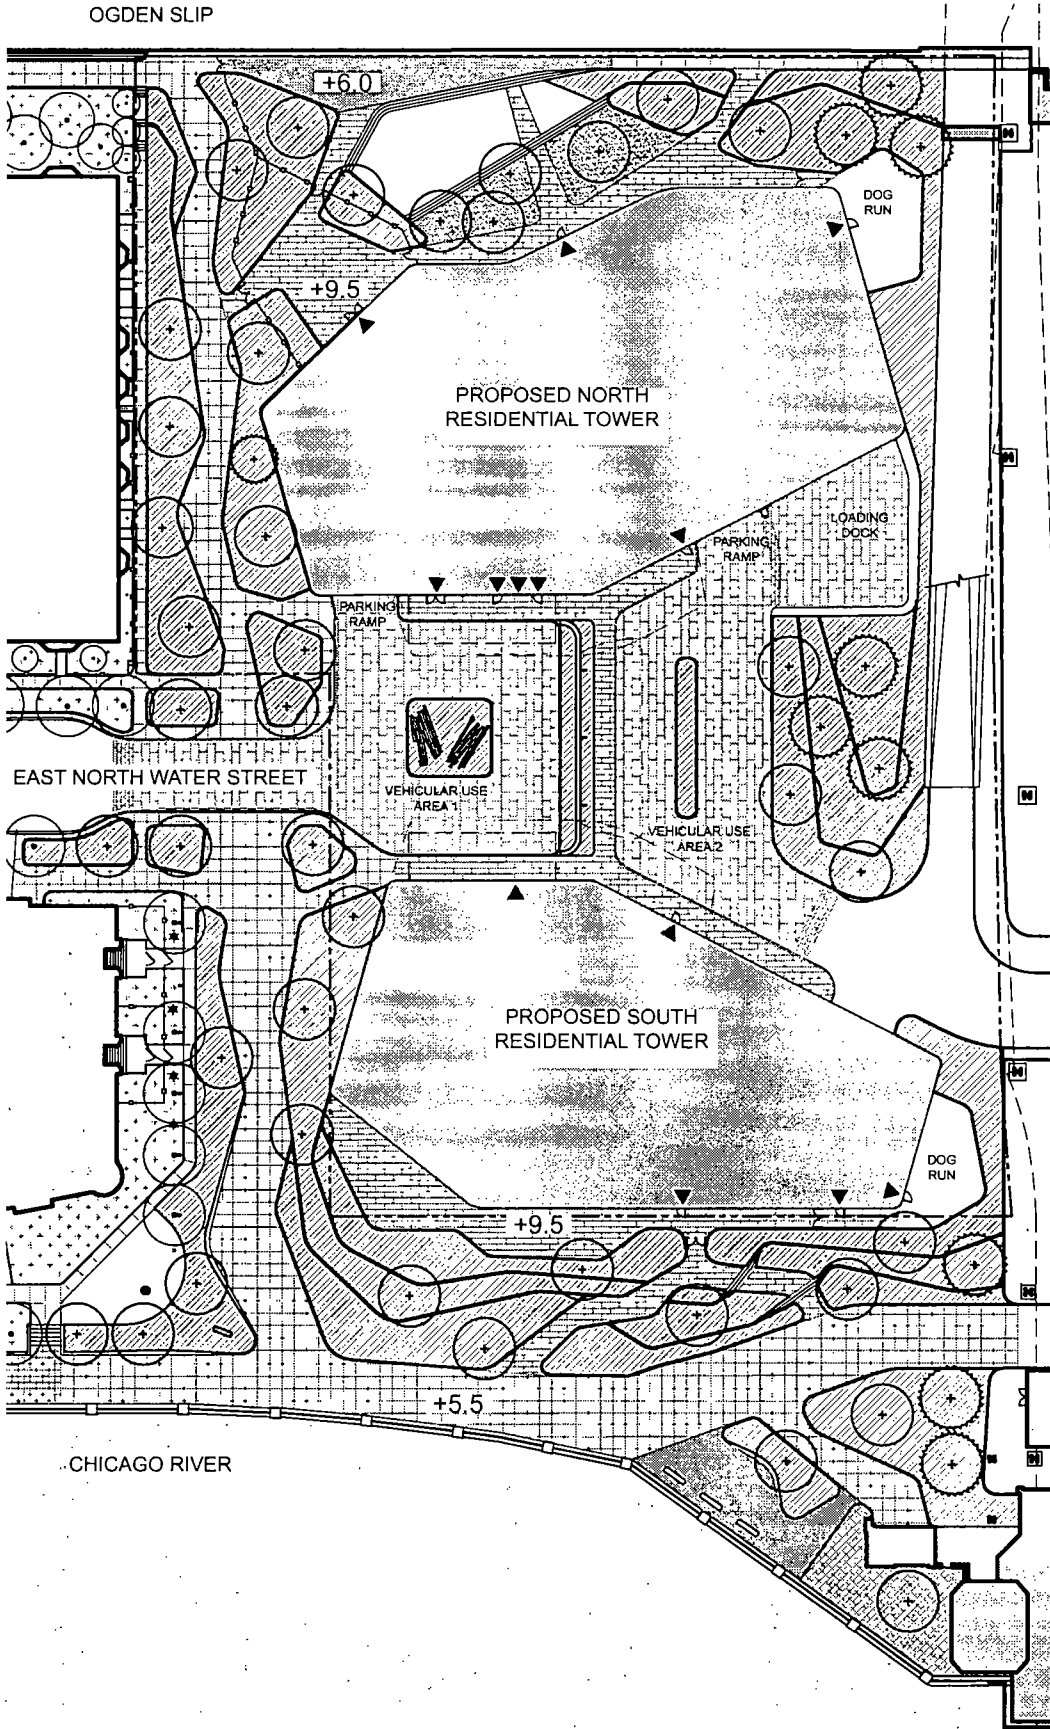 OGDEN SLIP
+6.0
DOG
RUN
+9.5
PROPOSED NORTH
RESIDENTIAL TOWER
LOADING
DOCK
PARKING
RAMP
PARKING
RAMP
EAST NORTH WATER STREET
VEHICULAR USE
AREA 1
VEHICULAR USE
AREA 2
PROPOSED SOUTH
RESIDENTIAL TOWER
DOG
RUN
+9.5
+5.5
CHICAGO RIVER